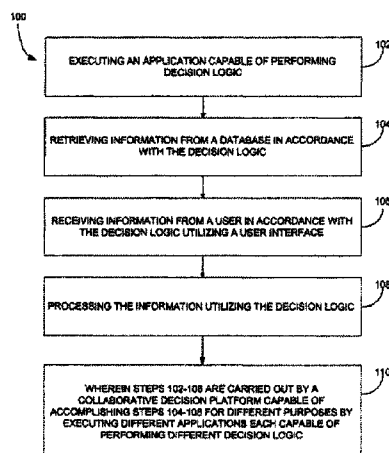 100
102
EXECUTING AN APPLICATION CAPABLE OF PERFORMING
DECISION LOGIC
104
RETRIEVING INFORMATION FROM A DATABASE IN ACCORDANCE
WITH THE DECISION LOGIC
106
RECEIVING INFORMATION FROM A USER IN ACCORDANCE WITH
THE DECISION LOGIC UTILIZING A USER INTERFACE
108
PROCESSING THE INFORMATION UTILIZING THE DECISION LOGIC
110
WHEREIN STEPS 102-108 ARE CARRIED OUT BY A
COLLABORATIVE DECISION PLATFORM CAPABLE OF
ACCOMPLISHING STEPS 104-108 FOR DIFFERENT PURPOSES BY
EXECUTING DIFFERENT APPLICATIONS EACH CAPABLE OF
PERFORMING DIFFERENT DECISION LOGIC